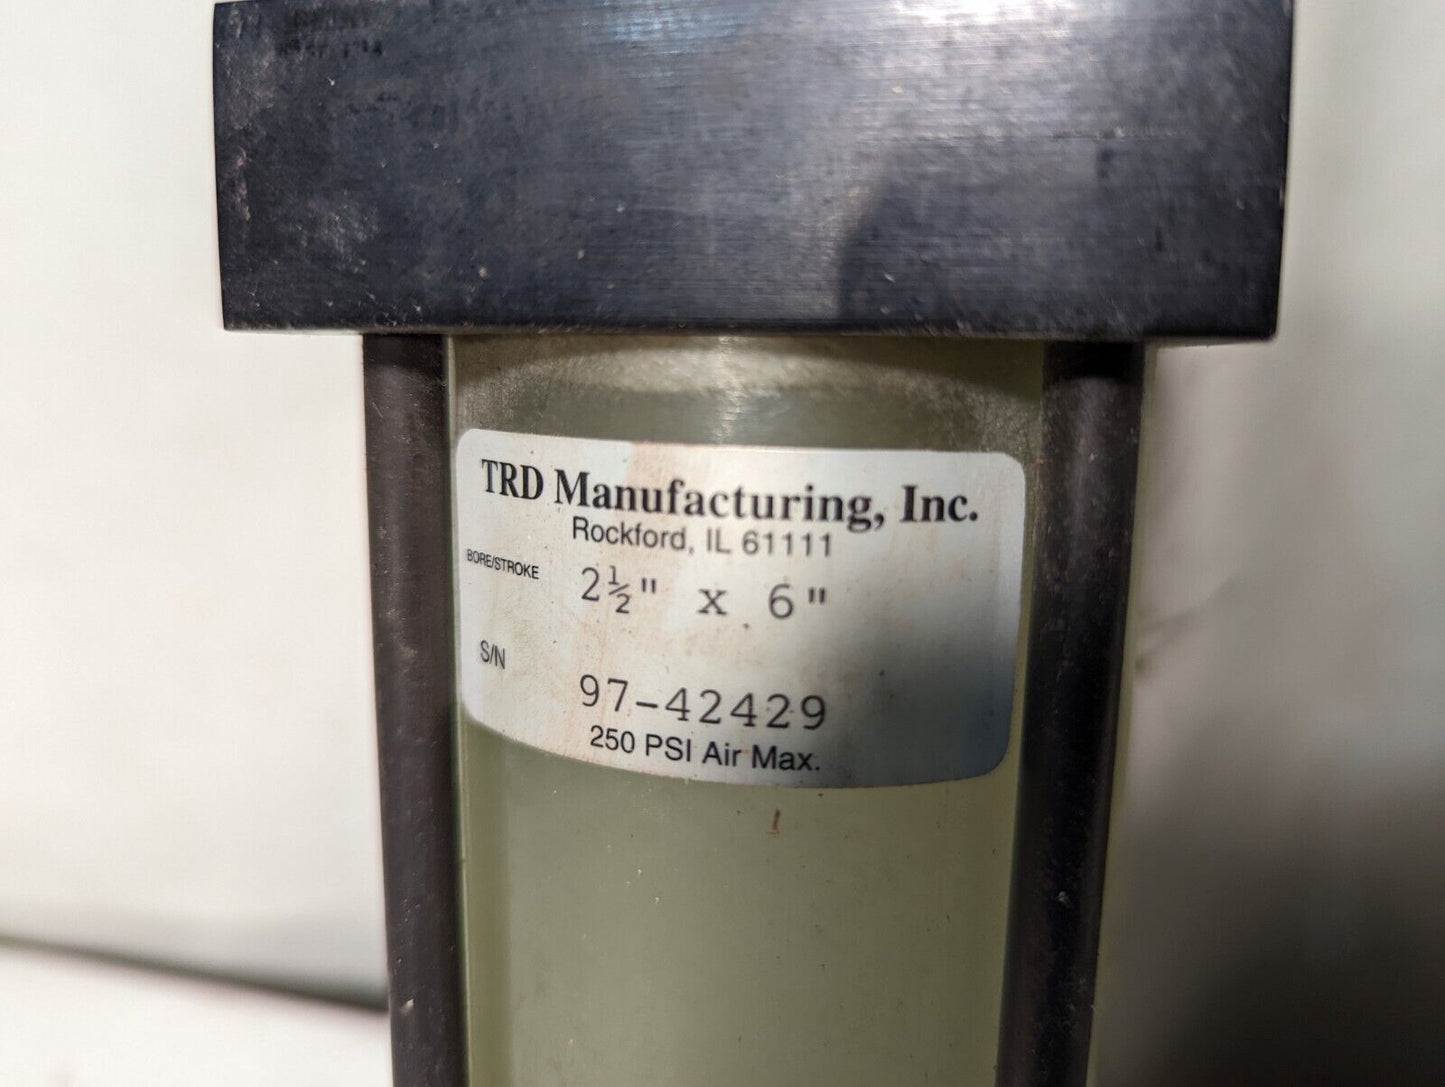 TRD Manufacturing, Inc.
Rockford, IL 61111
BORE/STROKE 2½" x 6"
S/N 97-42429
250 PSI Air Max.